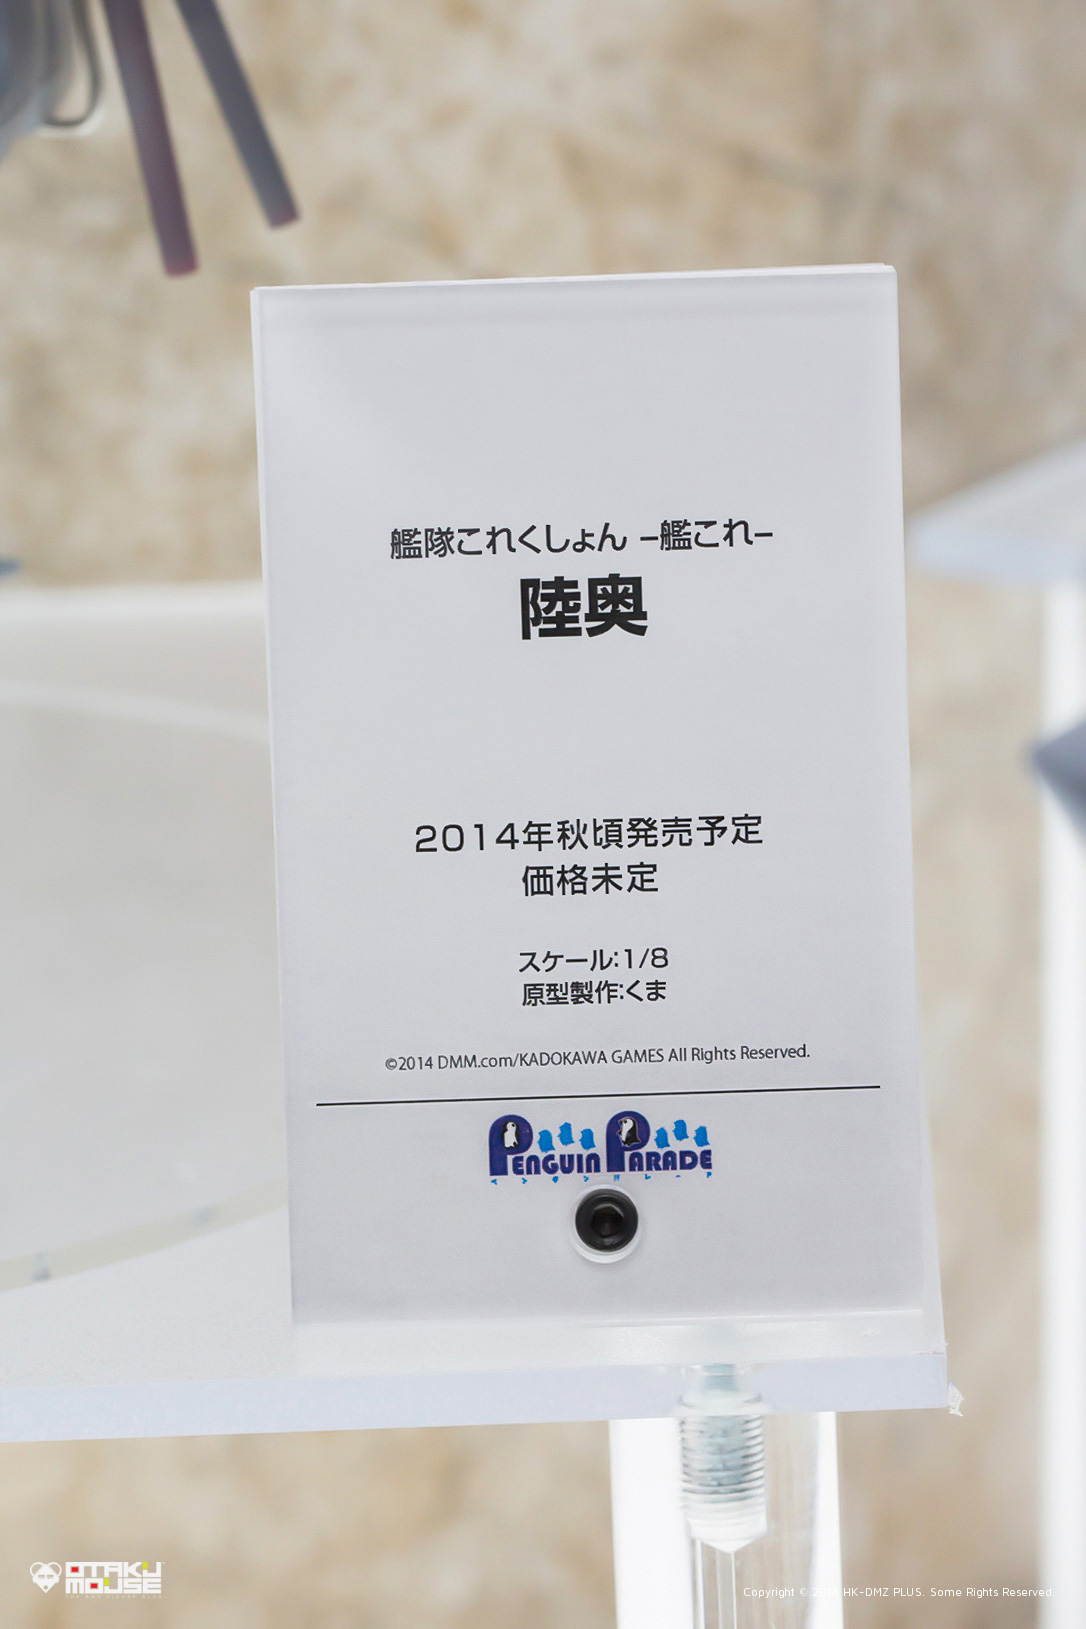 艦隊これくしょん –艦これ–
陸奥
2014年秋頃発売予定
価格未定
スケール:1/8
原型製作:くま
©2014 DMM.com/KADOKAWA GAMES All Rights Reserved.
PENGUIN PARADE
OTAKU
MOUSE
Copyright © 2014 HK-DMZ PLUS. Some Rights Reserved.